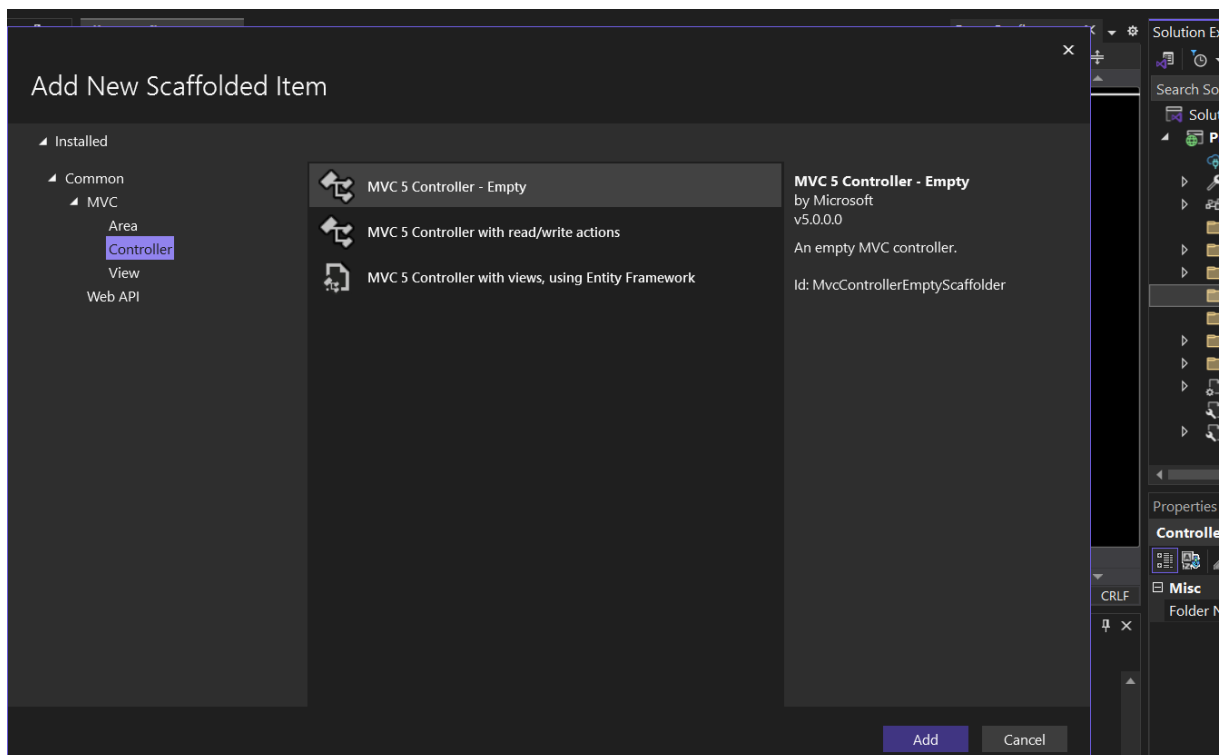 Solution E
Add New Scaffolded Item
Search So
Installed
Solut
Common
MVC
Area
Controller
View
Web API
MVC 5 Controller - Empty
MVC 5 Controller with read/write actions
MVC 5 Controller with views, using Entity Framework
MVC 5 Controller - Empty
by Microsoft
v5.0.0.0
An empty MVC controller.
Id: MvcControllerEmptyScaffolder
P
Properties
Controlle
Misc
CRLF
Folder N
Add
Cancel